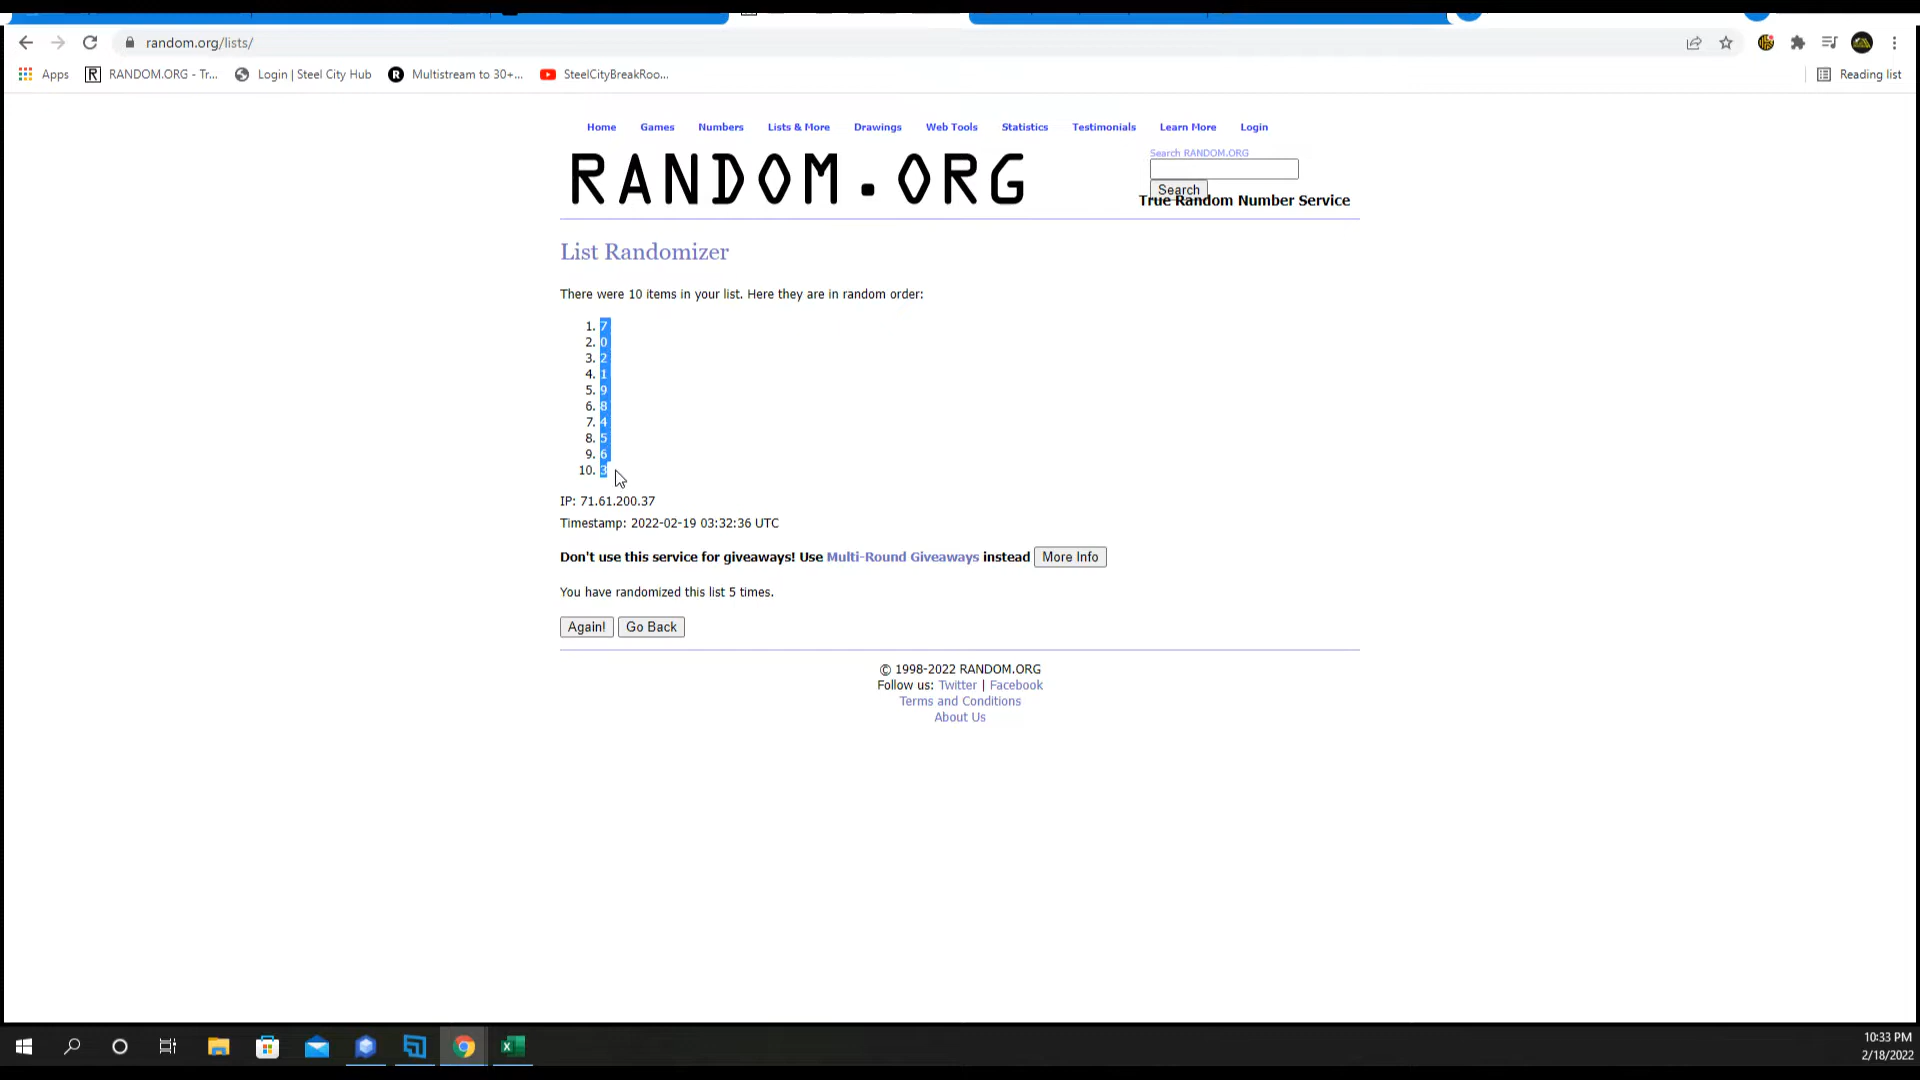 random.org/lists/
Apps RANDOM.ORG - Tr... Login | Steel City Hub Multistream to 30+... SteelCityBreakRoo... Reading list
Home Games Numbers Lists & More Drawings Web Tools Statistics Testimonials Learn More Login
RANDOM.ORG
Search RANDOM.ORG
Search
True Random Number Service
List Randomizer
There were 10 items in your list. Here they are in random order:
1. 7
2. 0
3. 2
4. 1
5. 9
6. 8
7. 4
8. 5
9. 6
10. 3
IP: 71.61.200.37
Timestamp: 2022-02-19 03:32:36 UTC
Don't use this service for giveaways! Use Multi-Round Giveaways instead More Info
You have randomized this list 5 times.
Again! Go Back
© 1998-2022 RANDOM.ORG
Follow us: Twitter | Facebook
Terms and Conditions
About Us
10:33 PM
2/18/2022